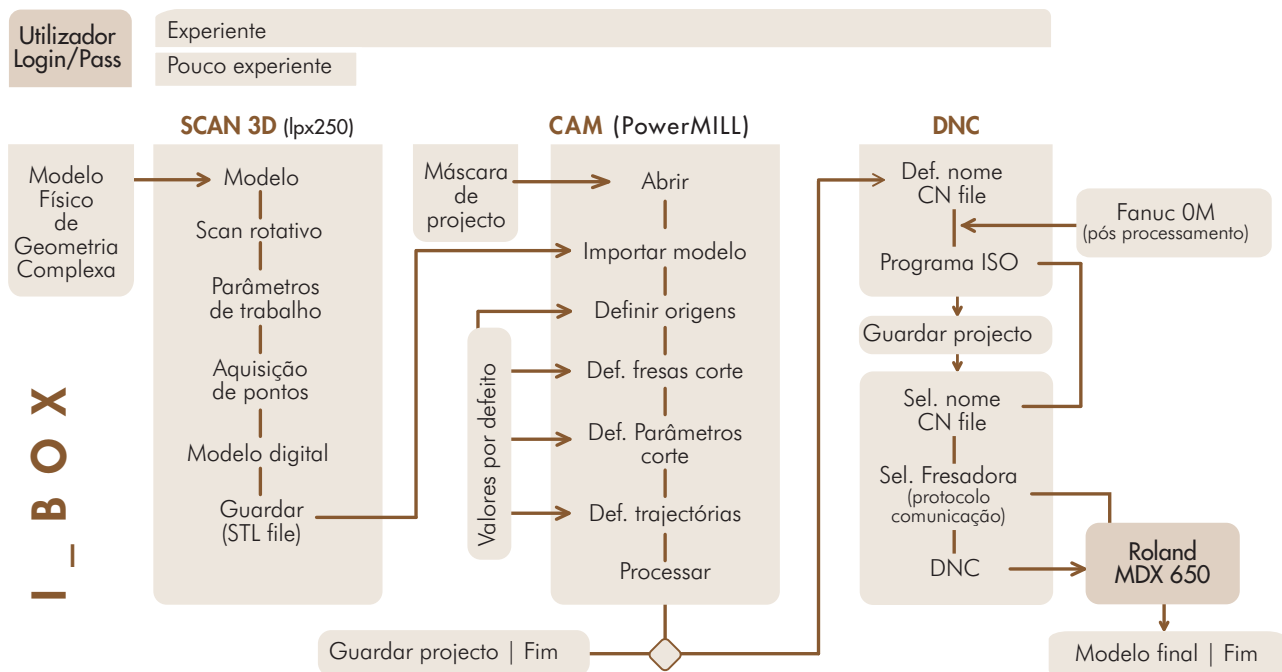 Utilizador
Login/Pass
Experiente
Pouco experiente
SCAN 3D (lpx250)
CAM (PowerMILL)
DNC
Modelo
Físico
de
Geometria
Complexa
Modelo
Scan rotativo
Parâmetros
de trabalho
Aquisição
de pontos
Modelo digital
Guardar
(STL file)
Máscara
de
projecto
Valores por defeito
Abrir
Importar modelo
Definir origens
Def. fresas corte
Def. Parâmetros
corte
Def. trajectórias
Processar
Guardar projecto | Fim
Def. nome
CN file
Fanuc 0M
(pós processamento)
Programa ISO
Guardar projecto
Sel. nome
CN file
Sel. Fresadora
(protocolo
comunicação)
DNC
Roland
MDX 650
Modelo final | Fim
I_BOX